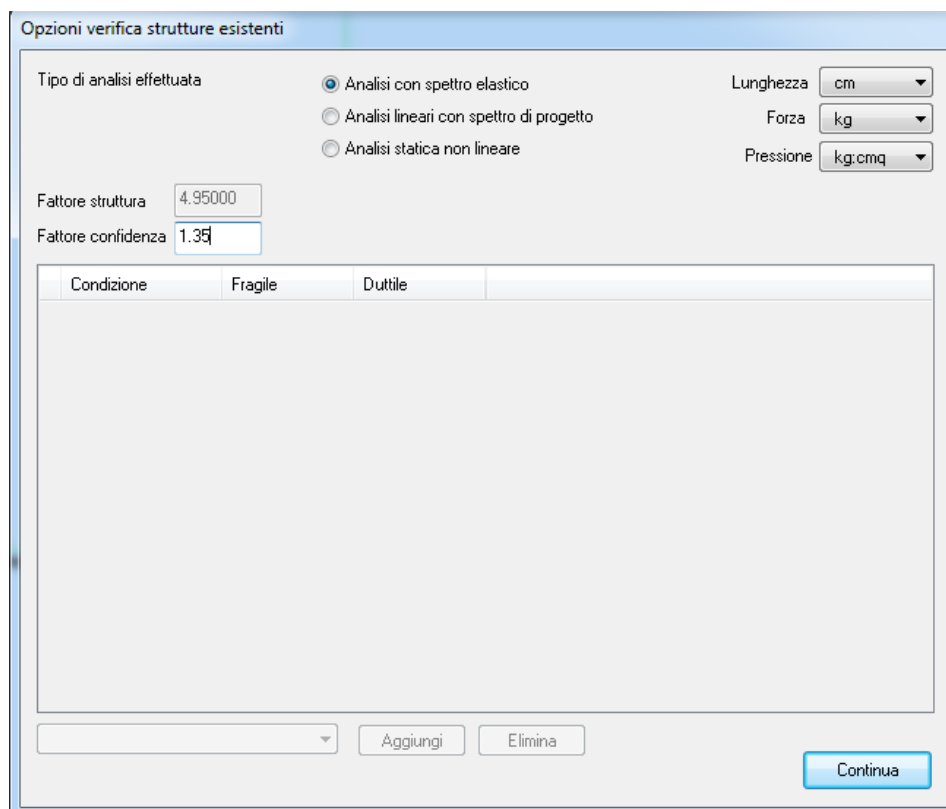 Opzioni verifica strutture esistenti
Tipo di analisi effettuata
Analisi con spettro elastico
Analisi lineari con spettro di progetto
Analisi statica non lineare
Lunghezza cm
Forza kg
Pressione kg:cmq
Fattore struttura 4.95000
Fattore confidenza 1.35
Condizione Fragile Duttile
Aggiungi Elimina
Continua